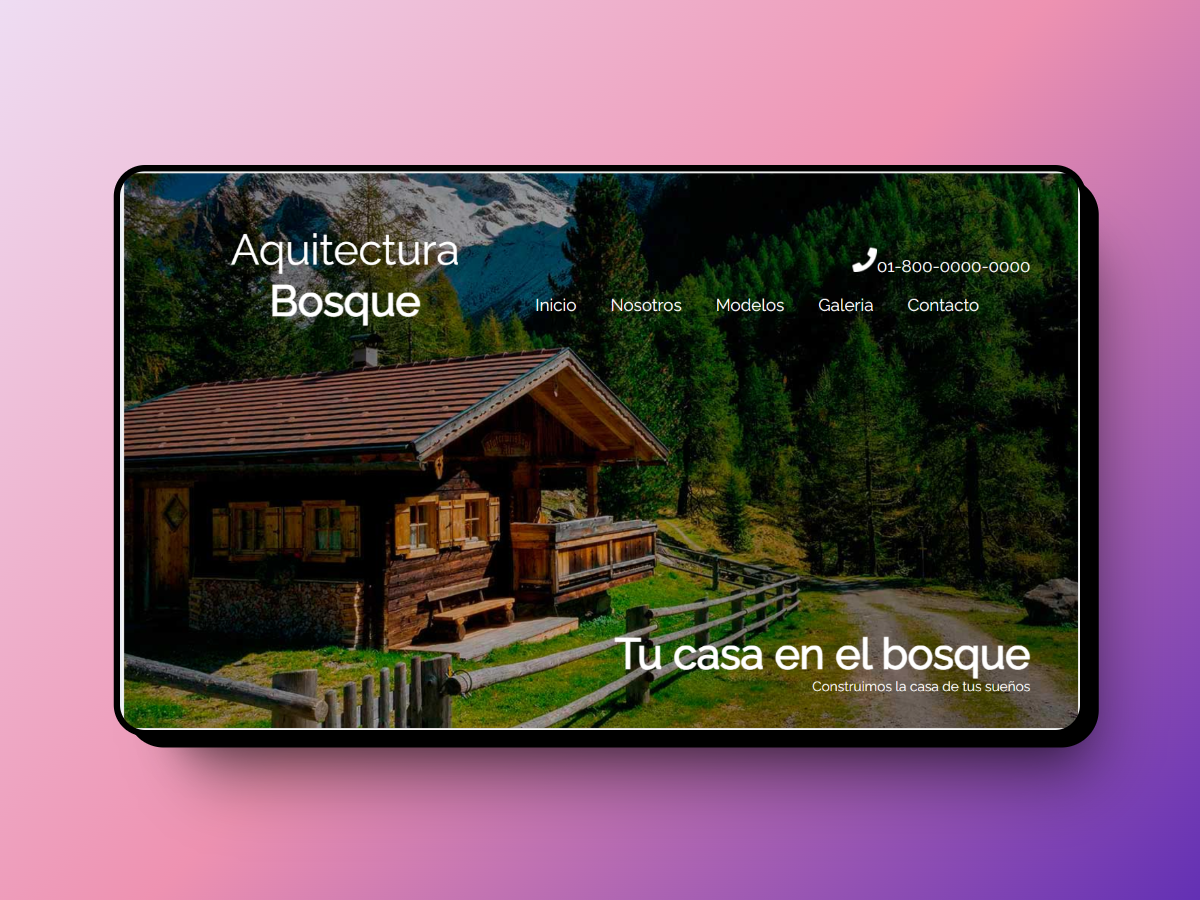 Aquitectura
Bosque
01-800-0000-0000
Inicio Nosotros Modelos Galeria Contacto
Tu casa en el bosque
Construimos la casa de tus sueños